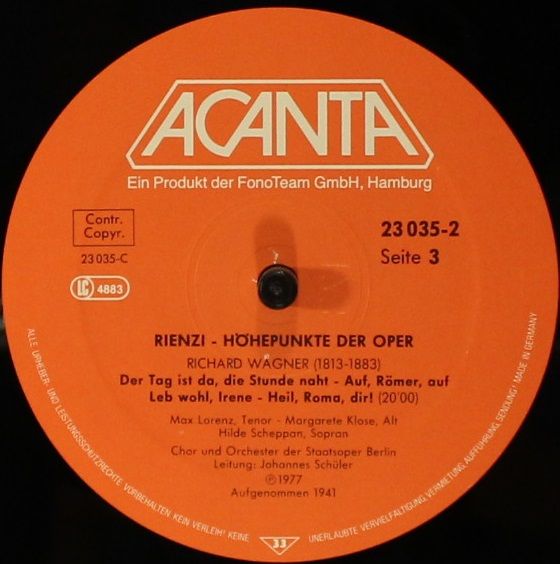 ACANTA
Ein Produkt der FonoTeam GmbH, Hamburg
Contr.
Copyr.
23 035-C
LC 4883
23 035-2
Seite 3
RIENZI - HÖHEPUNKTE DER OPER
RICHARD WAGNER (1813-1883)
Der Tag ist da, die Stunde naht - Auf, Römer, auf
Leb wohl, Irene - Heil, Roma, dir! (20'00)
Max Lorenz, Tenor - Margarete Klose, Alt
Hilde Scheppan, Sopran
Chor und Orchester der Staatsoper Berlin
Leitung: Johannes Schüler
℗ 1977
Aufgenommen 1941
ALLE URHEBER- UND LEISTUNGSSCHUTZRECHTE VORBEHALTEN KEIN VERLEIH! KEINE
33
UNERLAUBTE VERVIELFÄLTIGUNG, VERMIETUNG, AUFFÜHRUNG, SENDUNG! MADE IN GERMANY